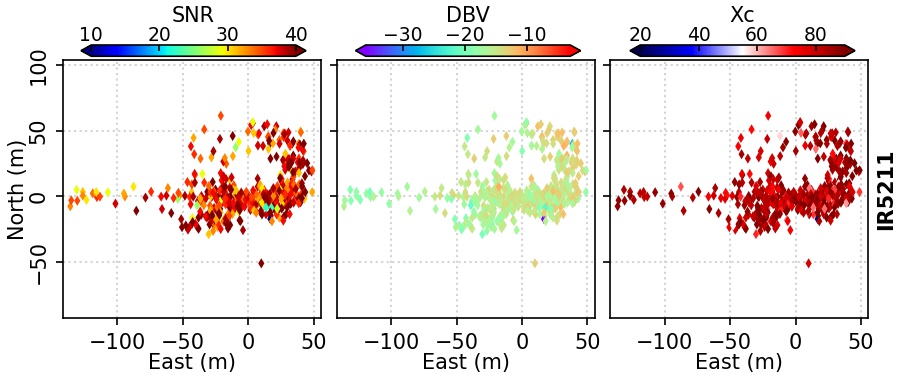 SNR DBV Xc
10 20 30 40 −30 −20 −10 20 40 60 80
100
50
0
−50
North (m)
−100 −50 0 50 −100 −50 0 50 −100 −50 0 50
East (m) East (m) East (m)
IR5211